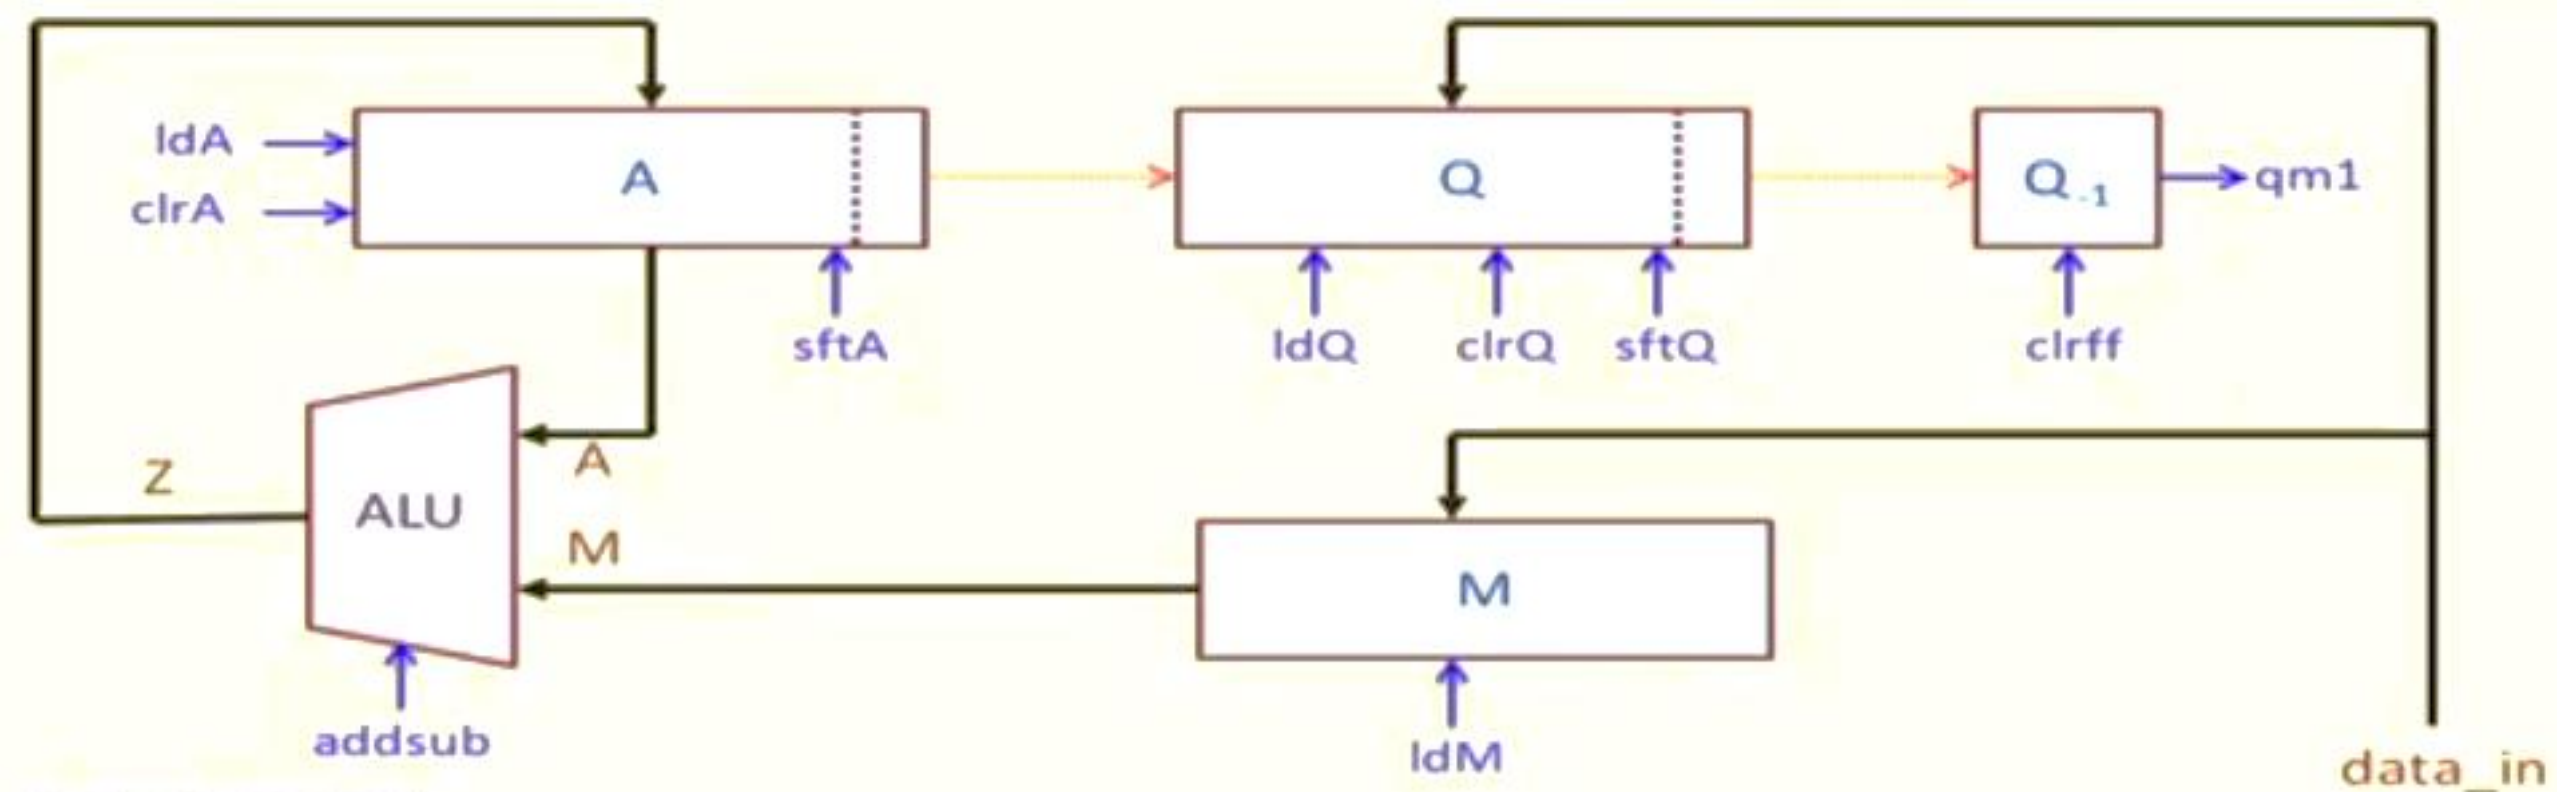 ldA
clrA
A
Q
Q-1
qm1
sftA
ldQ
clrQ
sftQ
clrff
A
Z
ALU
M
M
addsub
ldM
data_in